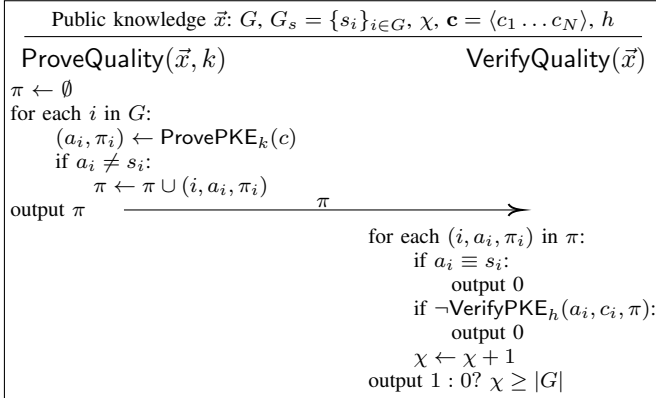 Public knowledge x⃗: G, G_s = {s_i}_{i∈G}, χ, c = ⟨c_1 … c_N⟩, h
ProveQuality(x⃗, k) VerifyQuality(x⃗)
π ← ∅
for each i in G:
(a_i, π_i) ← ProvePKE_k(c)
if a_i ≠ s_i:
π ← π ∪ (i, a_i, π_i)
output π π
for each (i, a_i, π_i) in π:
if a_i ≡ s_i:
output 0
if ¬VerifyPKE_h(a_i, c_i, π):
output 0
χ ← χ + 1
output 1 : 0? χ ≥ |G|